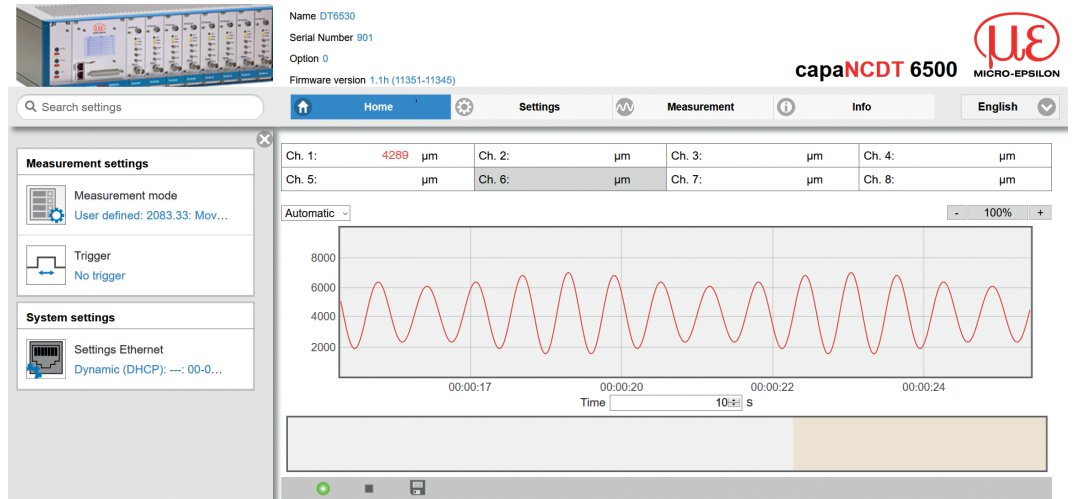 Name DT6530
Serial Number 901
Option 0
Firmware version 1.1h (11351-11345)
capaNCDT 6500
με
MICRO-EPSILON
Search settings
Home
Settings
Measurement
Info
English
Measurement settings
Measurement mode
User defined: 2083.33: Mov...
Trigger
No trigger
System settings
Settings Ethernet
Dynamic (DHCP): ---: 00-0...
Ch. 1: 4289 µm Ch. 2: µm Ch. 3: µm Ch. 4: µm
Ch. 5: µm Ch. 6: µm Ch. 7: µm Ch. 8: µm
Automatic
- 100% +
8000
6000
4000
2000
00:00:17 00:00:20 00:00:22 00:00:24
Time 10 s